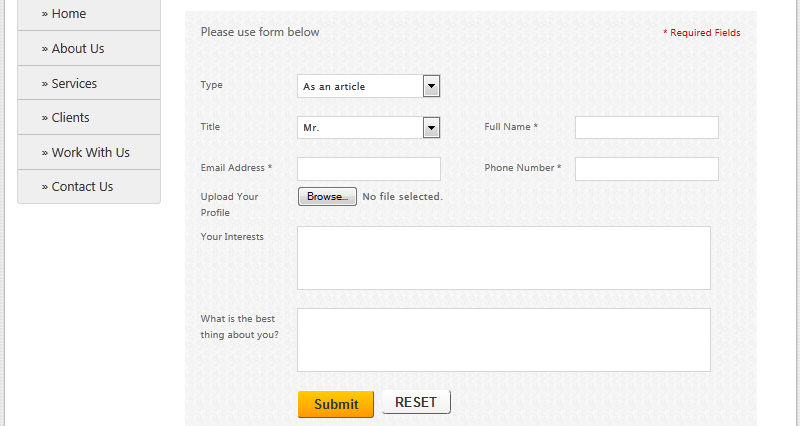 » Home
» About Us
» Services
» Clients
» Work With Us
» Contact Us
Please use form below
* Required Fields
Type
As an article
Title
Mr.
Full Name *
Email Address *
Phone Number *
Upload Your
Profile
Browse...
No file selected.
Your Interests
What is the best
thing about you?
Submit
RESET